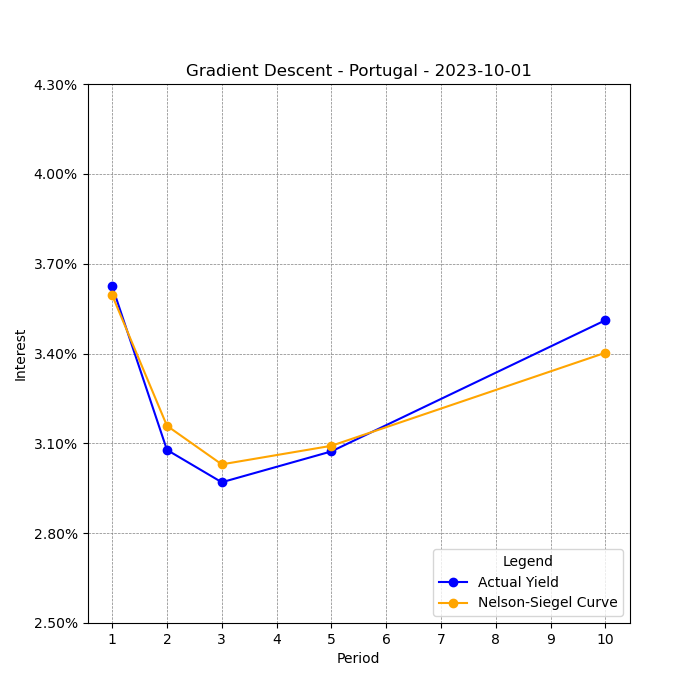 Gradient Descent - Portugal - 2023-10-01
4.30%
4.00%
3.70%
3.40%
3.10%
2.80%
2.50%
Interest
Legend
Actual Yield
Nelson-Siegel Curve
1 2 3 4 5 6 7 8 9 10
Period